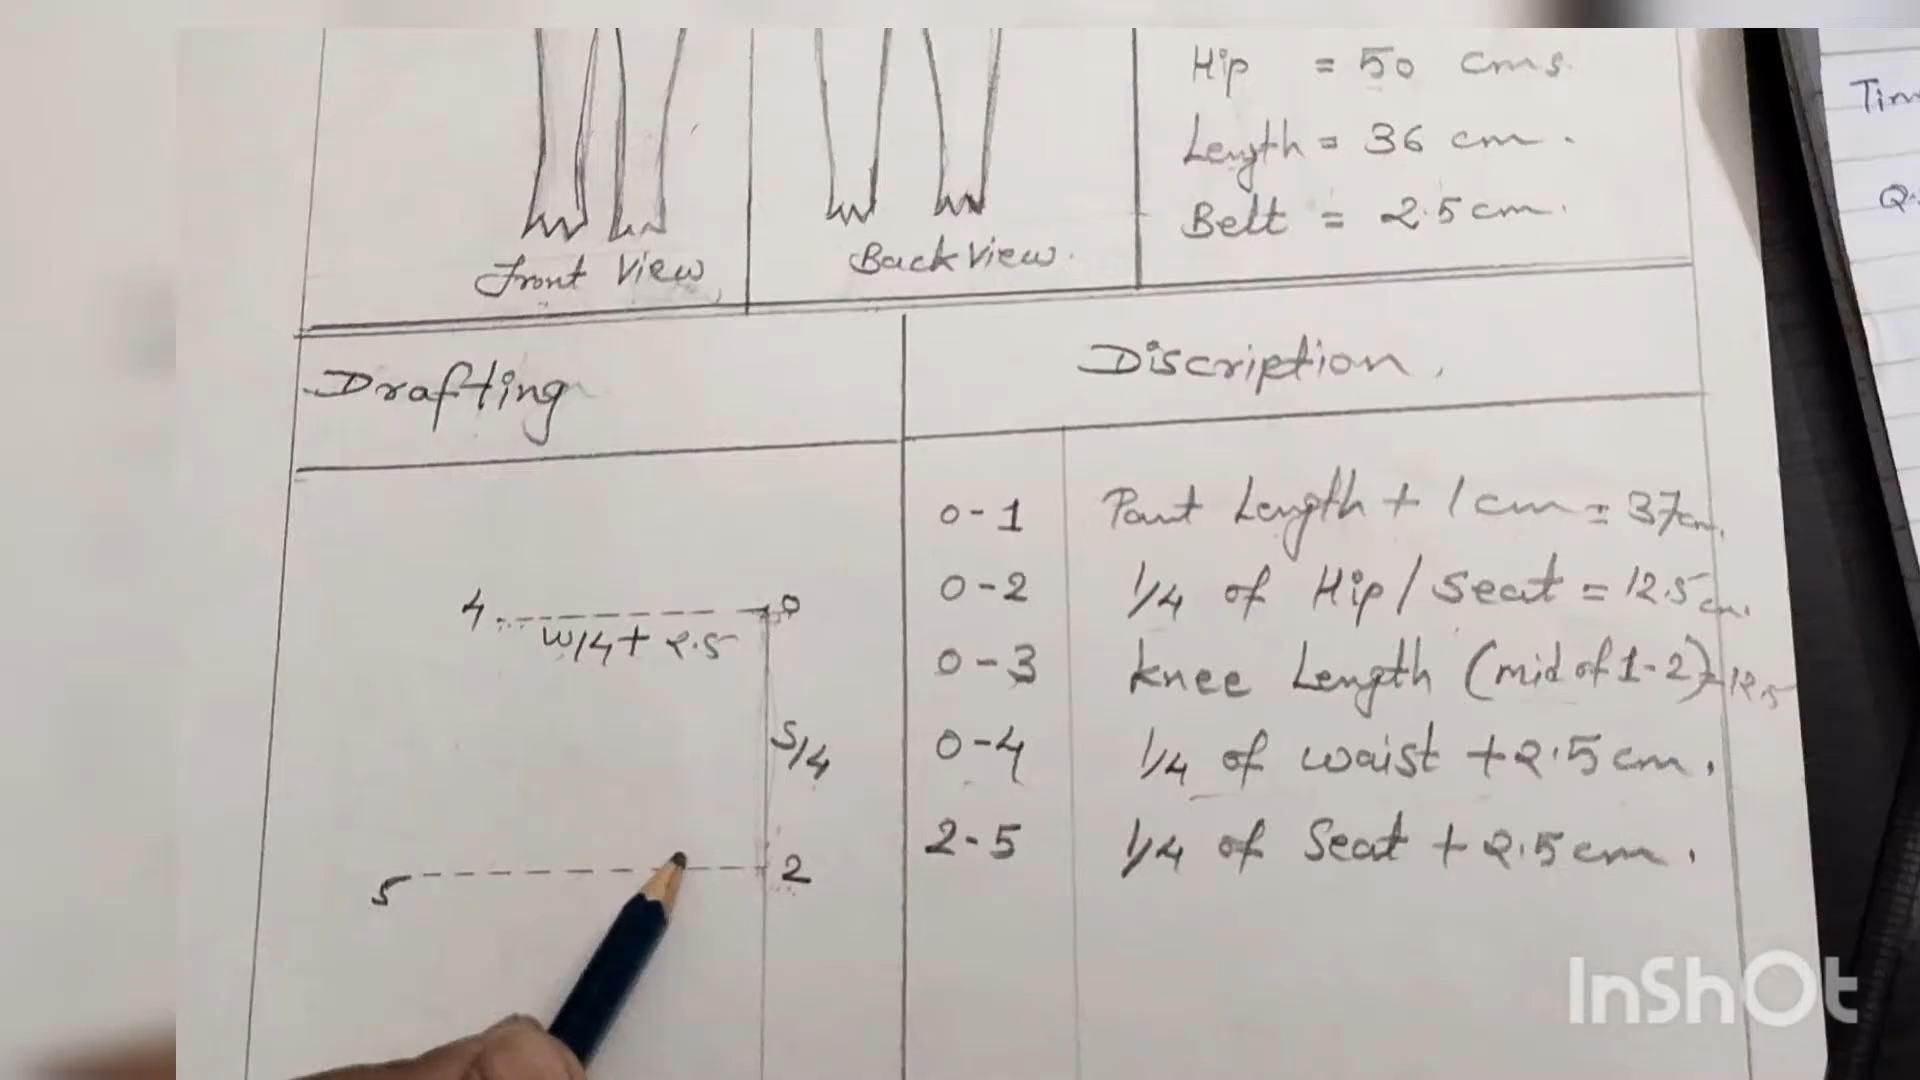 Hip = 50 cms.
Length = 36 cm.
Belt = 2.5 cm.
Front View
Back View.
Tim
Q.
Drafting
Discription.
0-1 Pant Length + 1 cm = 37cm.
0-2 1/4 of Hip / Seat = 12.5cm.
0-3 knee Length (mid of 1-2) = 12.5
0-4 1/4 of waist + 2.5 cm.
2-5 1/4 of Seat + 2.5 cm.
4 0
W/4 + 2.5
S/4
5 2
InShOt